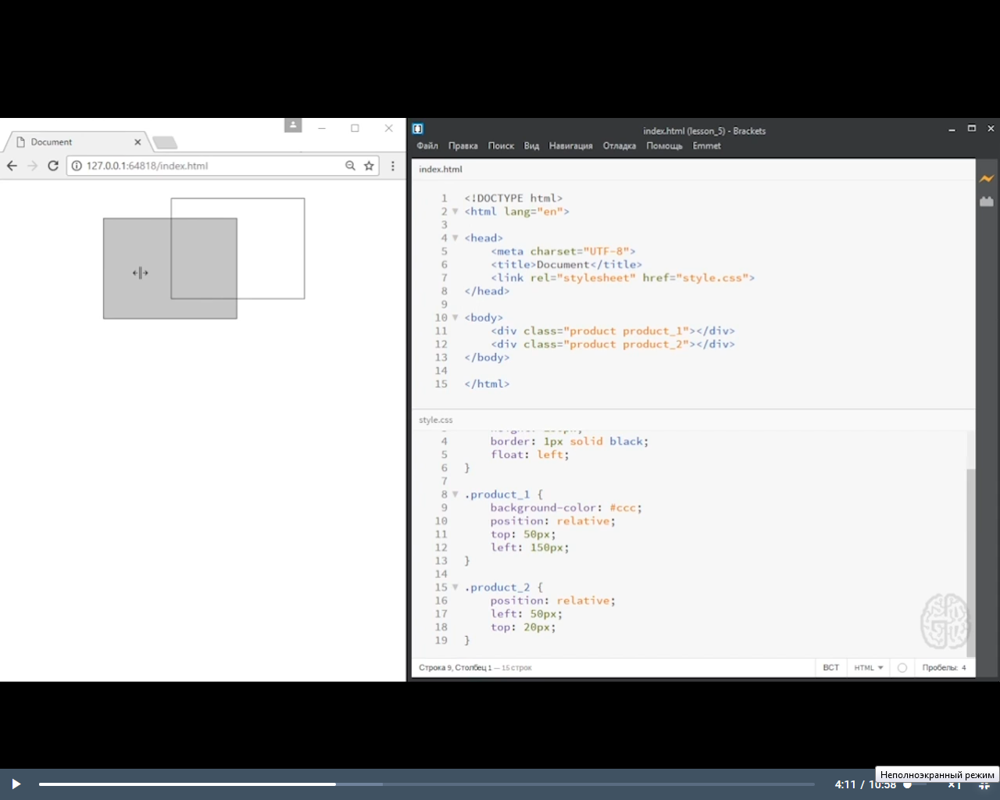 Document
127.0.0.1:64818/index.html
index.html (lesson_5) - Brackets
Файл Правка Поиск Вид Навигация Отладка Помощь Emmet
index.html
1 <!DOCTYPE html>
2 <html lang="en">
3
4 <head>
5 <meta charset="UTF-8">
6 <title>Document</title>
7 <link rel="stylesheet" href="style.css">
8 </head>
9
10 <body>
11 <div class="product product_1"></div>
12 <div class="product product_2"></div>
13 </body>
14
15 </html>
style.css
4 border: 1px solid black;
5 float: left;
6 }
7
8 .product_1 {
9 background-color: #ccc;
10 position: relative;
11 top: 50px;
12 left: 150px;
13 }
14
15 .product_2 {
16 position: relative;
17 left: 50px;
18 top: 20px;
19 }
Строка 9, Столбец 1 — 15 строк
ВСТ HTML Пробелы: 4
Неполноэкранный режим
4:11 / 10:58